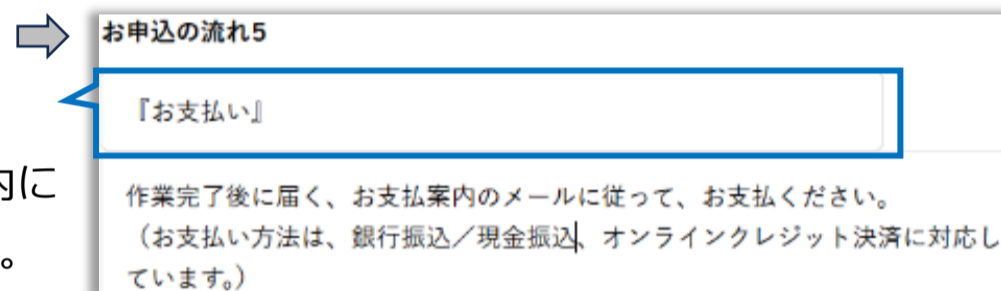 お申込の流れ5
『お支払い』
内に
。
作業完了後に届く、お支払案内のメールに従って、お支払ください。
（お支払い方法は、銀行振込／現金振込、オンラインクレジット決済に対応し
ています。）